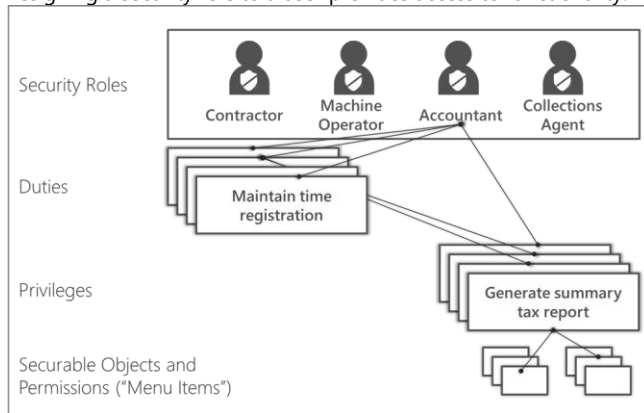 Security Roles
Contractor
Machine
Operator
Accountant
Collections
Agent
Duties
Maintain time
registration
Privileges
Generate summary
tax report
Securable Objects and
Permissions (“Menu Items”)